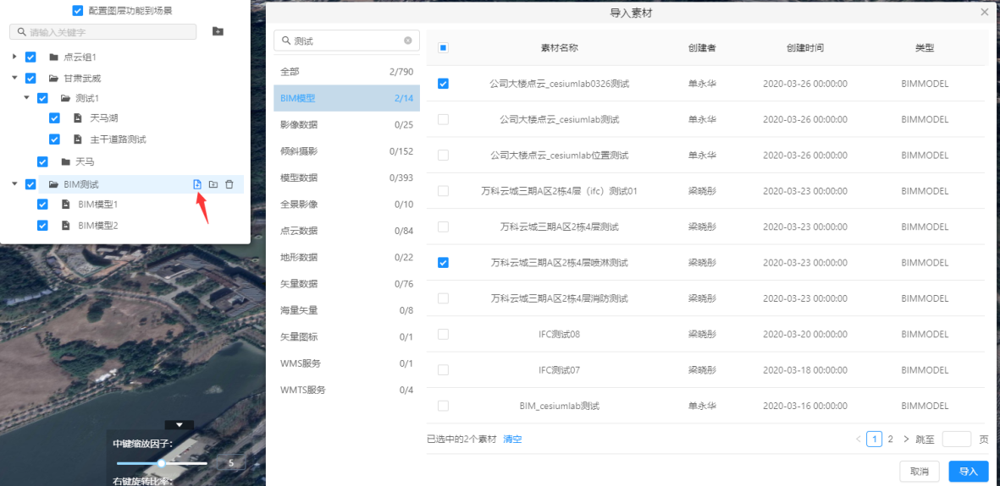 配置图层功能到场景
请输入关键字
点云组1
甘肃武威
测试1
天马湖
主干道路测试
天马
BIM测试
BIM模型1
BIM模型2
中键缩放因子:
5
右键旋转比率:
导入素材
测试
全部 2/790
BIM模型 2/14
影像数据 0/25
倾斜摄影 0/152
模型数据 0/393
全景影像 0/10
点云数据 0/84
地形数据 0/22
矢量数据 0/76
海量矢量 0/8
矢量图标 0/1
WMS服务 0/1
WMTS服务 0/4
素材名称 创建者 创建时间 类型
公司大楼点云_cesiumlab0326测试 单永华 2020-03-26 00:00:00 BIMMODEL
公司大楼点云_cesiumlab测试 单永华 2020-03-26 00:00:00 BIMMODEL
公司大楼点云_cesiumlab位置测试 单永华 2020-03-26 00:00:00 BIMMODEL
万科云城三期A区2栋4层（ifc）测试01 梁晓彤 2020-03-23 00:00:00 BIMMODEL
万科云城三期A区2栋4层测试 梁晓彤 2020-03-23 00:00:00 BIMMODEL
万科云城三期A区2栋4层喷淋测试 梁晓彤 2020-03-23 00:00:00 BIMMODEL
万科云城三期A区2栋4层消防测试 梁晓彤 2020-03-23 00:00:00 BIMMODEL
IFC测试08 梁晓彤 2020-03-20 00:00:00 BIMMODEL
IFC测试07 梁晓彤 2020-03-18 00:00:00 BIMMODEL
BIM_cesiumlab测试 单永华 2020-03-16 00:00:00 BIMMODEL
已选中的2个素材 清空
1 2 跳至 页
取消 导入